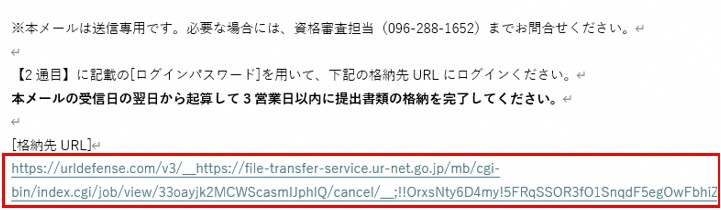 ※本メールは送信専用です。必要な場合には、資格審査担当（096-288-1652）までお問合せください。
【2通目】に記載の[ログインパスワード]を用いて、下記の格納先 URL にログインください。
本メールの受信日の翌日から起算して 3 営業日以内に提出書類の格納を完了してください。
[格納先 URL]
https://urldefense.com/v3/__https://file-transfer-service.ur-net.go.jp/mb/cgi-
bin/index.cgi/job/view/33oayjk2MCWScasmIJphIQ/cancel/__;!!OrxsNty6D4my!5FRqSSOR3fO1SnqdF5egOwFbhiZ